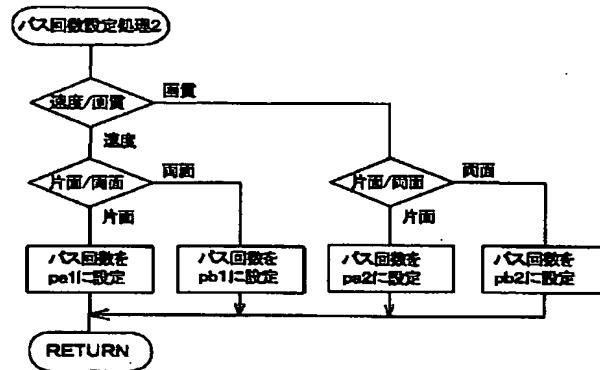 パス回数設定処理2
速度/画質
画質
速度
片面/両面
両面
片面
片面/両面
両面
片面
パス回数を
pa1に設定
パス回数を
pb1に設定
パス回数を
pa2に設定
パス回数を
pb2に設定
RETURN